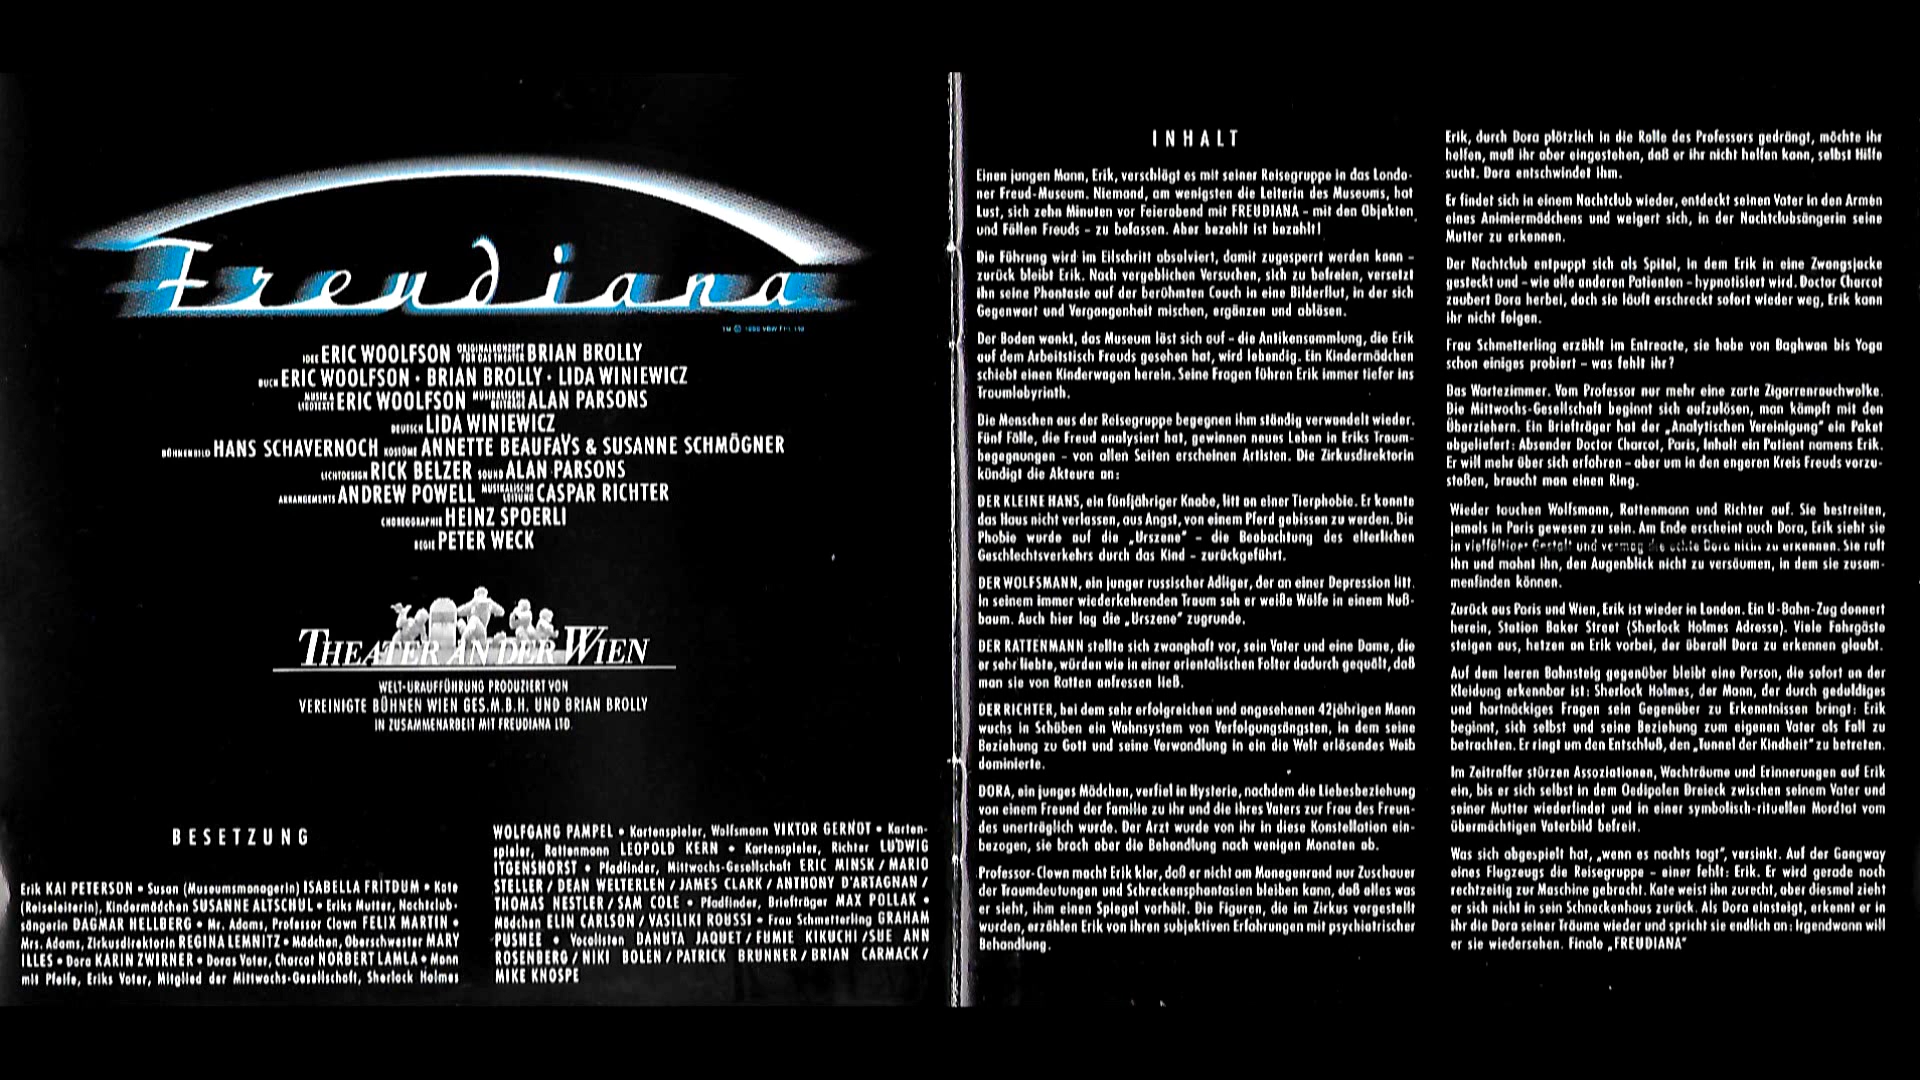 Freudiana
IDEE ERIC WOOLFSON ORIGINALKONZEPT FÜR DAS THEATER BRIAN BROLLY
BUCH ERIC WOOLFSON · BRIAN BROLLY · LIDA WINIEWICZ
MUSIK & LIEDTEXTE ERIC WOOLFSON MUSIKALISCHE BEITRÄGE ALAN PARSONS
DEUTSCH LIDA WINIEWICZ
BÜHNENBILD HANS SCHAVERNOCH KOSTÜME ANNETTE BEAUFAYS & SUSANNE SCHMÖGNER
LICHTDESIGN RICK BELZER SOUND ALAN PARSONS
ARRANGEMENTS ANDREW POWELL MUSIKALISCHE LEITUNG CASPAR RICHTER
CHOREOGRAPHIE HEINZ SPOERLI
REGIE PETER WECK
THEATER AN DER WIEN
WELT-URAUFFÜHRUNG PRODUZIERT VON
VEREINIGTE BÜHNEN WIEN GES.M.B.H. UND BRIAN BROLLY
IN ZUSAMMENARBEIT MIT FREUDIANA LTD.
BESETZUNG
Erik KAI PETERSON • Susan (Museumsmanagerin) ISABELLA FRITDUM • Kate
(Reiseleiterin), Kindermädchen SUSANNE ALTSCHUL • Eriks Mutter, Nachtclub-
sängerin DAGMAR HELLBERG • Mr. Adams, Professor Clown FELIX MARTIN •
Mrs. Adams, Zirkusdirektorin REGINA LEMNITZ • Mädchen, Oberschwester MARY
ILLES • Dora KARIN ZWIRNER • Doras Vater, Charcot NORBERT LAMLA • Mann
mit Pfeife, Eriks Vater, Mitglied der Mittwochs-Gesellschaft, Sherlock Holmes
WOLFGANG PAMPEL • Kartenspieler, Wolfsmann VIKTOR GERNOT • Karten-
spieler, Rattenmann LEOPOLD KERN • Kartenspieler, Richter LUDWIG
ITGENSHORST • Pfadfinder, Mittwochs-Gesellschaft ERIC MINSK / MARIO
STELLER / DEAN WELTERLEN / JAMES CLARK / ANTHONY D'ARTAGNAN /
THOMAS NESTLER / SAM COLE • Pfadfinder, Briefträger MAX POLLAK •
Mädchen ELIN CARLSON / VASILIKI ROUSSI • Frau Schmetterling GRAHAM
PUSHEE • Vocalisten DANUTA JAQUET / FUMIE KIKUCHI / SUE ANN
ROSENBERG / NIKI BOLEN / PATRICK BRUNNER / BRIAN CARMACK /
MIKE KNOSPE
INHALT
Einen jungen Mann, Erik, verschlägt es mit seiner Reisegruppe in das Londo-
ner Freud-Museum. Niemand, am wenigsten die Leiterin des Museums, hat
Lust, sich zehn Minuten vor Feierabend mit FREUDIANA – mit den Objekten
und Fällen Freuds – zu befassen. Aber bezahlt ist bezahlt!
Die Führung wird im Eilschritt absolviert, damit zugesperrt werden kann –
zurück bleibt Erik. Nach vergeblichen Versuchen, sich zu befreien, versetzt
ihn seine Phantasie auf der berühmten Couch in eine Bilderflut, in der sich
Gegenwart und Vergangenheit mischen, ergänzen und ablösen.
Der Boden wankt, das Museum löst sich auf – die Antikensammlung, die Erik
auf dem Arbeitstisch Freuds gesehen hat, wird lebendig. Ein Kindermädchen
schiebt einen Kinderwagen herein. Seine Fragen führen Erik immer tiefer ins
Traumlabyrinth.
Die Menschen aus der Reisegruppe begegnen ihm ständig verwandelt wieder.
Fünf Fälle, die Freud analysiert hat, gewinnen neues Leben in Eriks Traum-
begegnungen – von allen Seiten erscheinen Artisten. Die Zirkusdirektorin
kündigt die Akteure an:
DER KLEINE HANS, ein fünfjähriger Knabe, litt an einer Tierphobie. Er konnte
das Haus nicht verlassen, aus Angst, von einem Pferd gebissen zu werden. Die
Phobie wurde auf die „Urszene" – die Beobachtung des elterlichen
Geschlechtsverkehrs durch das Kind – zurückgeführt.
DER WOLFSMANN, ein junger russischer Adliger, der an einer Depression litt.
In seinem immer wiederkehrenden Traum sah er weiße Wölfe in einem Nuß-
baum. Auch hier lag die „Urszene" zugrunde.
DER RATTENMANN stellte sich zwanghaft vor, sein Vater und eine Dame, die
er sehr liebte, würden wie in einer orientalischen Folter dadurch gequält, daß
man sie von Ratten anfressen ließ.
DER RICHTER, bei dem sehr erfolgreichen und angesehenen 42jährigen Mann
wuchs in Schüben ein Wahnsystem von Verfolgungsängsten, in dem seine
Beziehung zu Gott und seine Verwandlung in ein die Welt erlösendes Weib
dominierte.
DORA, ein junges Mädchen, verfiel in Hysterie, nachdem die Liebesbeziehung
von einem Freund der Familie zu ihr und die ihres Vaters zur Frau des Freun-
des unerträglich wurde. Der Arzt wurde von ihr in diese Konstellation ein-
bezogen, sie brach aber die Behandlung nach wenigen Monaten ab.
Professor-Clown macht Erik klar, daß er nicht am Manegenrand nur Zuschauer
der Traumdeutungen und Schreckensphantasien bleiben kann, daß alles was
er sieht, ihm einen Spiegel vorhält. Die Figuren, die im Zirkus vorgestellt
wurden, erzählen Erik von ihren subjektiven Erfahrungen mit psychiatrischer
Behandlung.
Erik, durch Dora plötzlich in die Rolle des Professors gedrängt, möchte ihr
helfen, muß ihr aber eingestehen, daß er ihr nicht helfen kann, selbst Hilfe
sucht. Dora entschwindet ihm.
Er findet sich in einem Nachtclub wieder, entdeckt seinen Vater in den Armen
eines Animiermädchens und weigert sich, in der Nachtclubsängerin seine
Mutter zu erkennen.
Der Nachtclub entpuppt sich als Spital, in dem Erik in eine Zwangsjacke
gesteckt und – wie alle anderen Patienten – hypnotisiert wird. Doctor Charcot
zaubert Dora herbei, doch sie läuft erschreckt sofort wieder weg, Erik kann
ihr nicht folgen.
Frau Schmetterling erzählt im Entreacte, sie habe von Baghwan bis Yoga
schon einiges probiert – was fehlt ihr?
Das Wartezimmer. Vom Professor nur mehr eine zarte Zigarrenrauchwolke.
Die Mittwochs-Gesellschaft beginnt sich aufzulösen, man kämpft mit den
Überziehern. Ein Briefträger hat der „Analytischen Vereinigung" ein Paket
abgeliefert: Absender Doctor Charcot, Paris, Inhalt ein Patient namens Erik.
Er will mehr über sich erfahren – aber um in den engeren Kreis Freuds vorzu-
stoßen, braucht man einen Ring.
Wieder tauchen Wolfsmann, Rattenmann und Richter auf. Sie bestreiten,
jemals in Paris gewesen zu sein. Am Ende erscheint auch Dora, Erik sieht sie
in vielfältiger Gestalt und vermag die echte Dora nicht zu erkennen. Sie ruft
ihn und mahnt ihn, den Augenblick nicht zu versäumen, in dem sie zusam-
menfinden können.
Zurück aus Paris und Wien, Erik ist wieder in London. Ein U-Bahn-Zug donnert
herein, Station Baker Street (Sherlock Holmes Adresse). Viele Fahrgäste
steigen aus, hetzen an Erik vorbei, der überall Dora zu erkennen glaubt.
Auf dem leeren Bahnsteig gegenüber bleibt eine Person, die sofort an der
Kleidung erkennbar ist: Sherlock Holmes, der Mann, der durch geduldiges
und hartnäckiges Fragen sein Gegenüber zu Erkenntnissen bringt: Erik
beginnt, sich selbst und seine Beziehung zum eigenen Vater als Fall zu
betrachten. Er ringt um den Entschluß, den „Tunnel der Kindheit" zu betreten.
Im Zeitraffer stürzen Assoziationen, Wachträume und Erinnerungen auf Erik
ein, bis er sich selbst in dem Oedipalen Dreieck zwischen seinem Vater und
seiner Mutter wiederfindet und in einer symbolisch-rituellen Mordtat vom
übermächtigen Vaterbild befreit.
Was sich abgespielt hat, „wenn es nachts tagt", versinkt. Auf der Gangway
eines Flugzeugs die Reisegruppe – einer fehlt: Erik. Er wird gerade noch
rechtzeitig zur Maschine gebracht. Kate weist ihn zurecht, aber diesmal zieht
er sich nicht in sein Schneckenhaus zurück. Als Dora einsteigt, erkennt er in
ihr die Dora seiner Träume wieder und spricht sie endlich an: Irgendwann will
er sie wiedersehen. Finale „FREUDIANA"